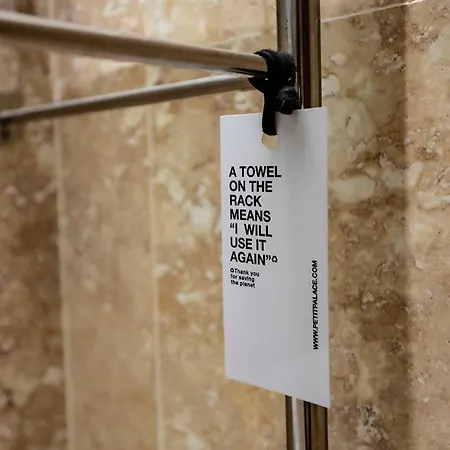 A TOWEL
ON THE
RACK
MEANS
“I WILL
USE IT
AGAIN”♻
♻Thank you
for saving
the planet
WWW.PETITPALACE.COM